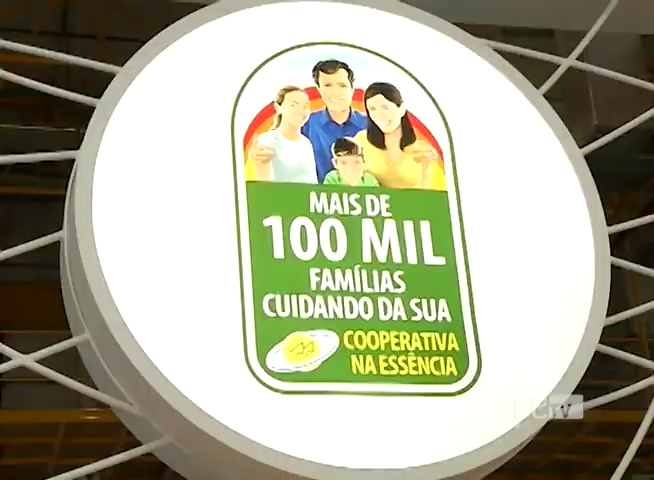 MAIS DE
100 MIL
FAMÍLIAS
CUIDANDO DA SUA
COOPERATIVA
NA ESSÊNCIA